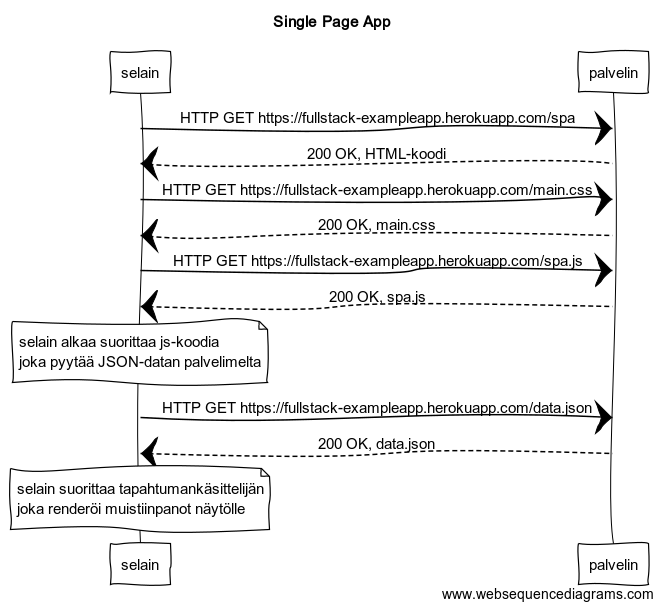 Single Page App
selain palvelin
HTTP GET https://fullstack-exampleapp.herokuapp.com/spa
200 OK, HTML-koodi
HTTP GET https://fullstack-exampleapp.herokuapp.com/main.css
200 OK, main.css
HTTP GET https://fullstack-exampleapp.herokuapp.com/spa.js
200 OK, spa.js
selain alkaa suorittaa js-koodia
joka pyytää JSON-datan palvelimelta
HTTP GET https://fullstack-exampleapp.herokuapp.com/data.json
200 OK, data.json
selain suorittaa tapahtumankäsittelijän
joka renderöi muistiinpanot näytölle
selain palvelin
www.websequencediagrams.com